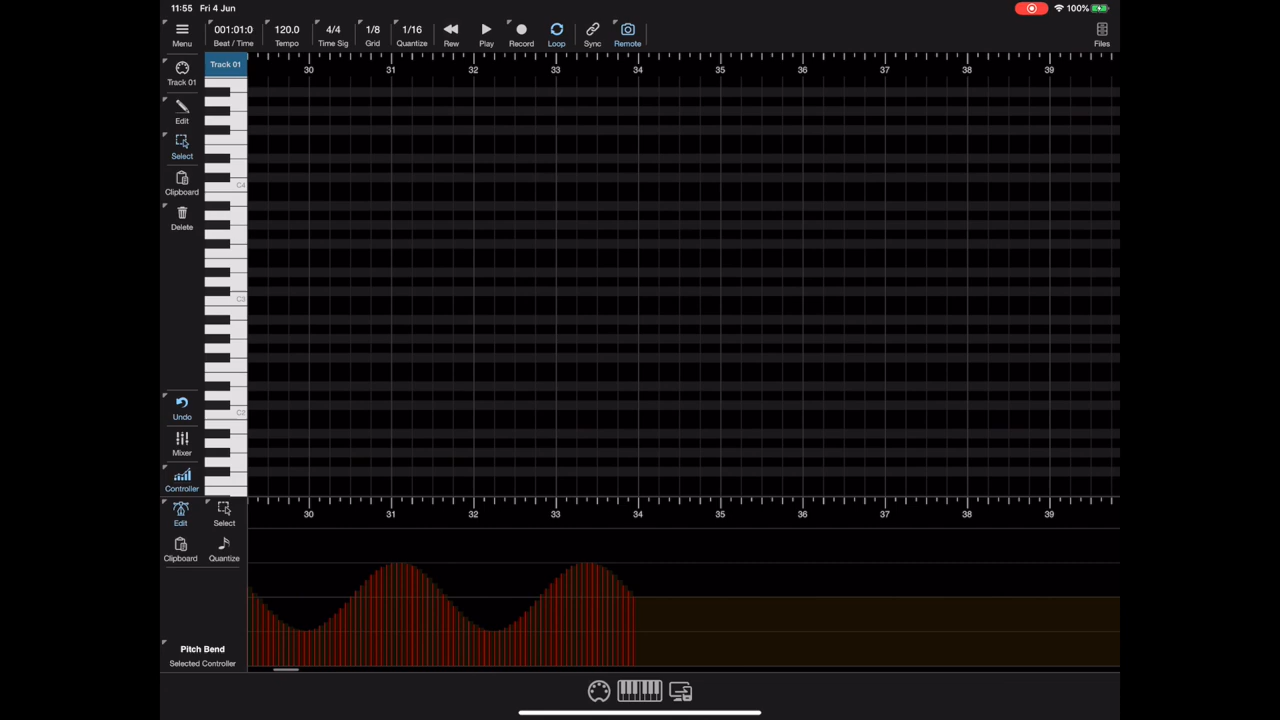 11:55 Fri 4 Jun 100%
001:01:0 120.0 4/4 1/8 1/16
Menu Beat / Time Tempo Time Sig Grid Quantize Rew Play Record Loop Sync Remote Files
Track 01 30 31 32 33 34 35 36 37 38 39
Track 01
Edit
Select
C4
Clipboard
Delete
C3
C2
Undo
Mixer
Controller
30 31 32 33 34 35 36 37 38 39
Edit Select
Clipboard Quantize
Pitch Bend
Selected Controller